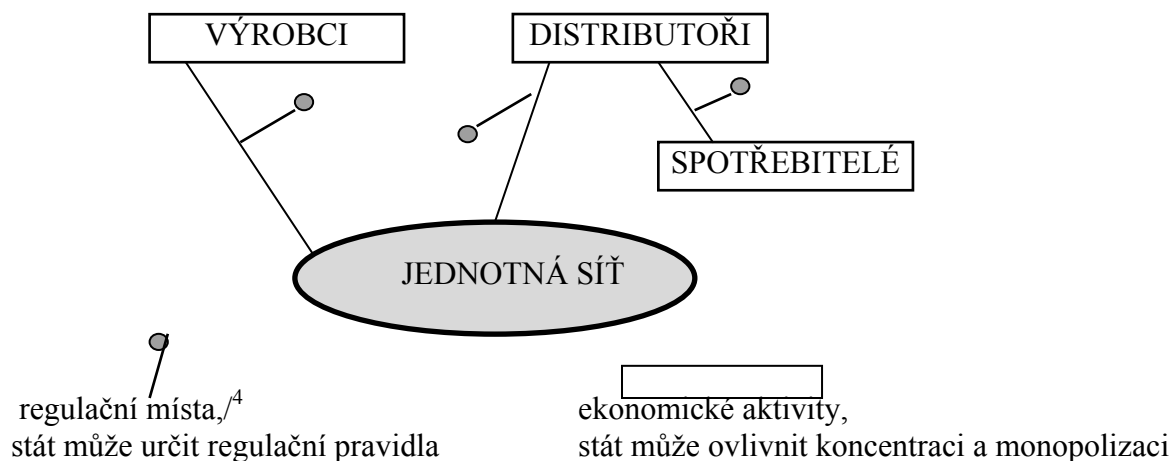 VÝROBCI
DISTRIBUTOŘI
SPOTŘEBITELÉ
JEDNOTNÁ SÍŤ
regulační místa,/⁴
stát může určit regulační pravidla
ekonomické aktivity,
stát může ovlivnit koncentraci a monopolizaci